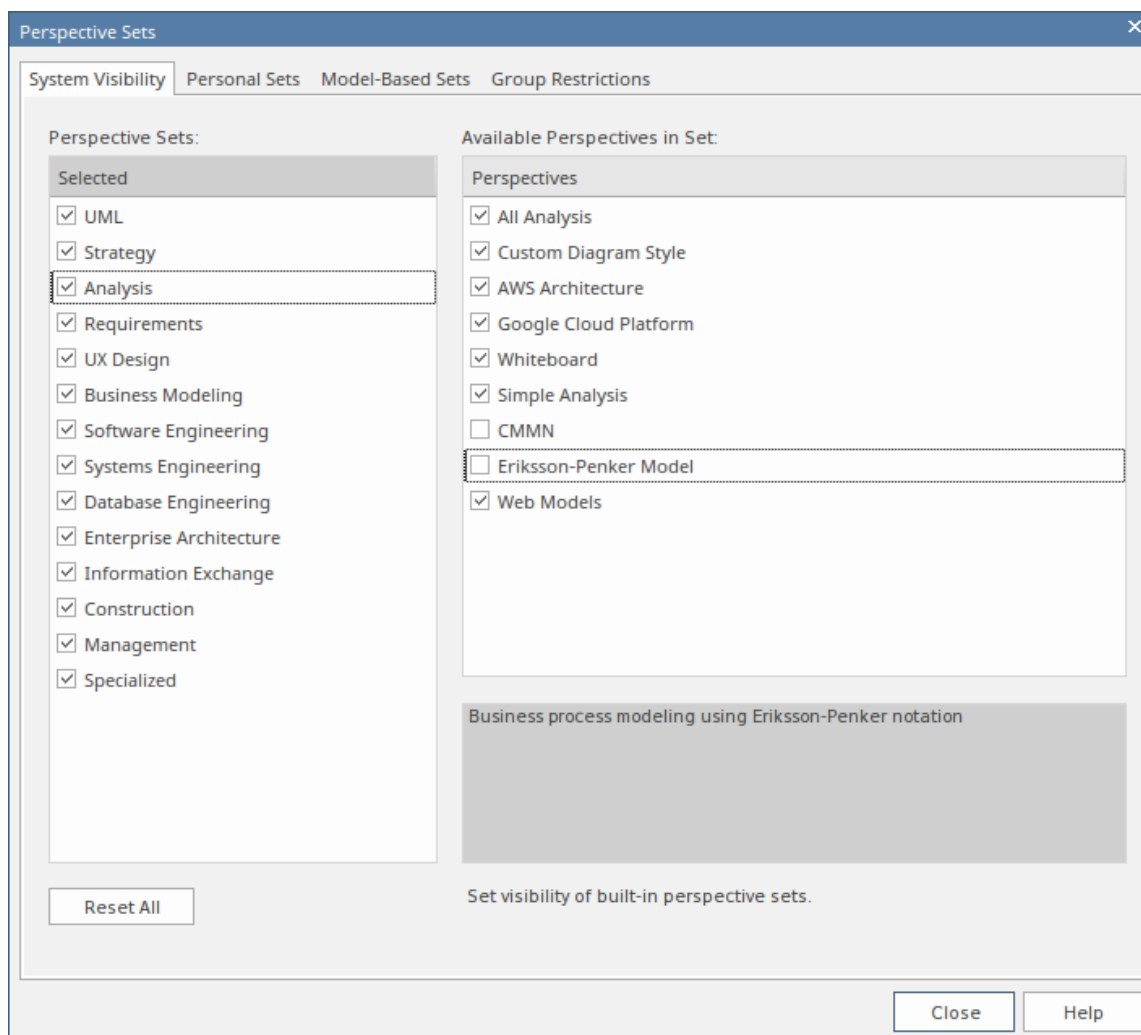 Perspective Sets
System Visibility Personal Sets Model-Based Sets Group Restrictions
Perspective Sets:
Selected
UML
Strategy
Analysis
Requirements
UX Design
Business Modeling
Software Engineering
Systems Engineering
Database Engineering
Enterprise Architecture
Information Exchange
Construction
Management
Specialized
Reset All
Available Perspectives in Set:
Perspectives
All Analysis
Custom Diagram Style
AWS Architecture
Google Cloud Platform
Whiteboard
Simple Analysis
CMMN
Eriksson-Penker Model
Web Models
Business process modeling using Eriksson-Penker notation
Set visibility of built-in perspective sets.
Close Help